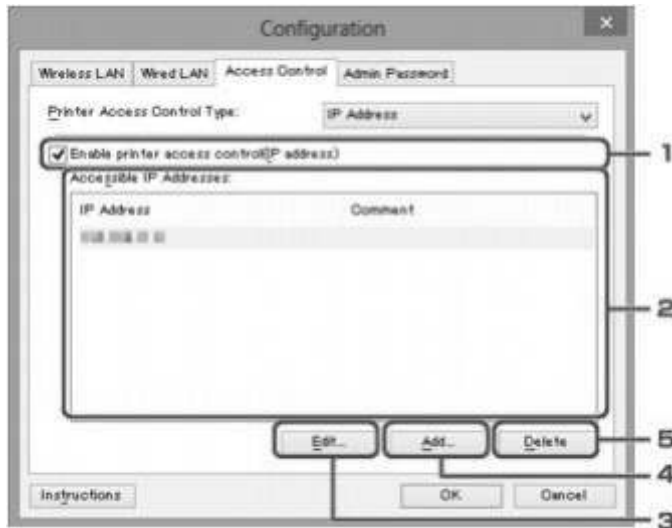 Configuration
Wireless LAN Wired LAN Access Control Admin Password
Printer Access Control Type: IP Address
Enable printer access control(IP address) 1
Accessible IP Addresses:
IP Address Comment
2
Edit... Add... Delete 5
4
Instructions OK Cancel
3